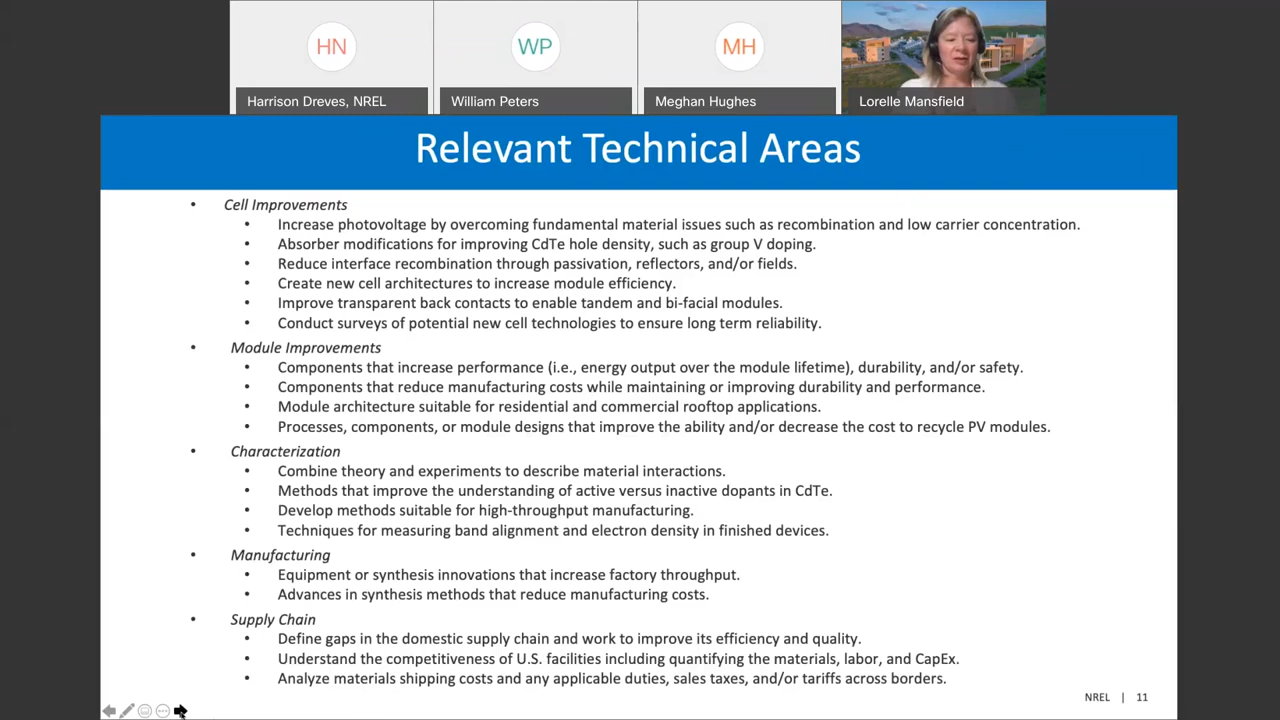 HN
WP
MH
Harrison Dreves, NREL
William Peters
Meghan Hughes
Lorelle Mansfield
Relevant Technical Areas
• Cell Improvements
• Increase photovoltage by overcoming fundamental material issues such as recombination and low carrier concentration.
• Absorber modifications for improving CdTe hole density, such as group V doping.
• Reduce interface recombination through passivation, reflectors, and/or fields.
• Create new cell architectures to increase module efficiency.
• Improve transparent back contacts to enable tandem and bi-facial modules.
• Conduct surveys of potential new cell technologies to ensure long term reliability.
• Module Improvements
• Components that increase performance (i.e., energy output over the module lifetime), durability, and/or safety.
• Components that reduce manufacturing costs while maintaining or improving durability and performance.
• Module architecture suitable for residential and commercial rooftop applications.
• Processes, components, or module designs that improve the ability and/or decrease the cost to recycle PV modules.
• Characterization
• Combine theory and experiments to describe material interactions.
• Methods that improve the understanding of active versus inactive dopants in CdTe.
• Develop methods suitable for high-throughput manufacturing.
• Techniques for measuring band alignment and electron density in finished devices.
• Manufacturing
• Equipment or synthesis innovations that increase factory throughput.
• Advances in synthesis methods that reduce manufacturing costs.
• Supply Chain
• Define gaps in the domestic supply chain and work to improve its efficiency and quality.
• Understand the competitiveness of U.S. facilities including quantifying the materials, labor, and CapEx.
• Analyze materials shipping costs and any applicable duties, sales taxes, and/or tariffs across borders.
NREL | 11